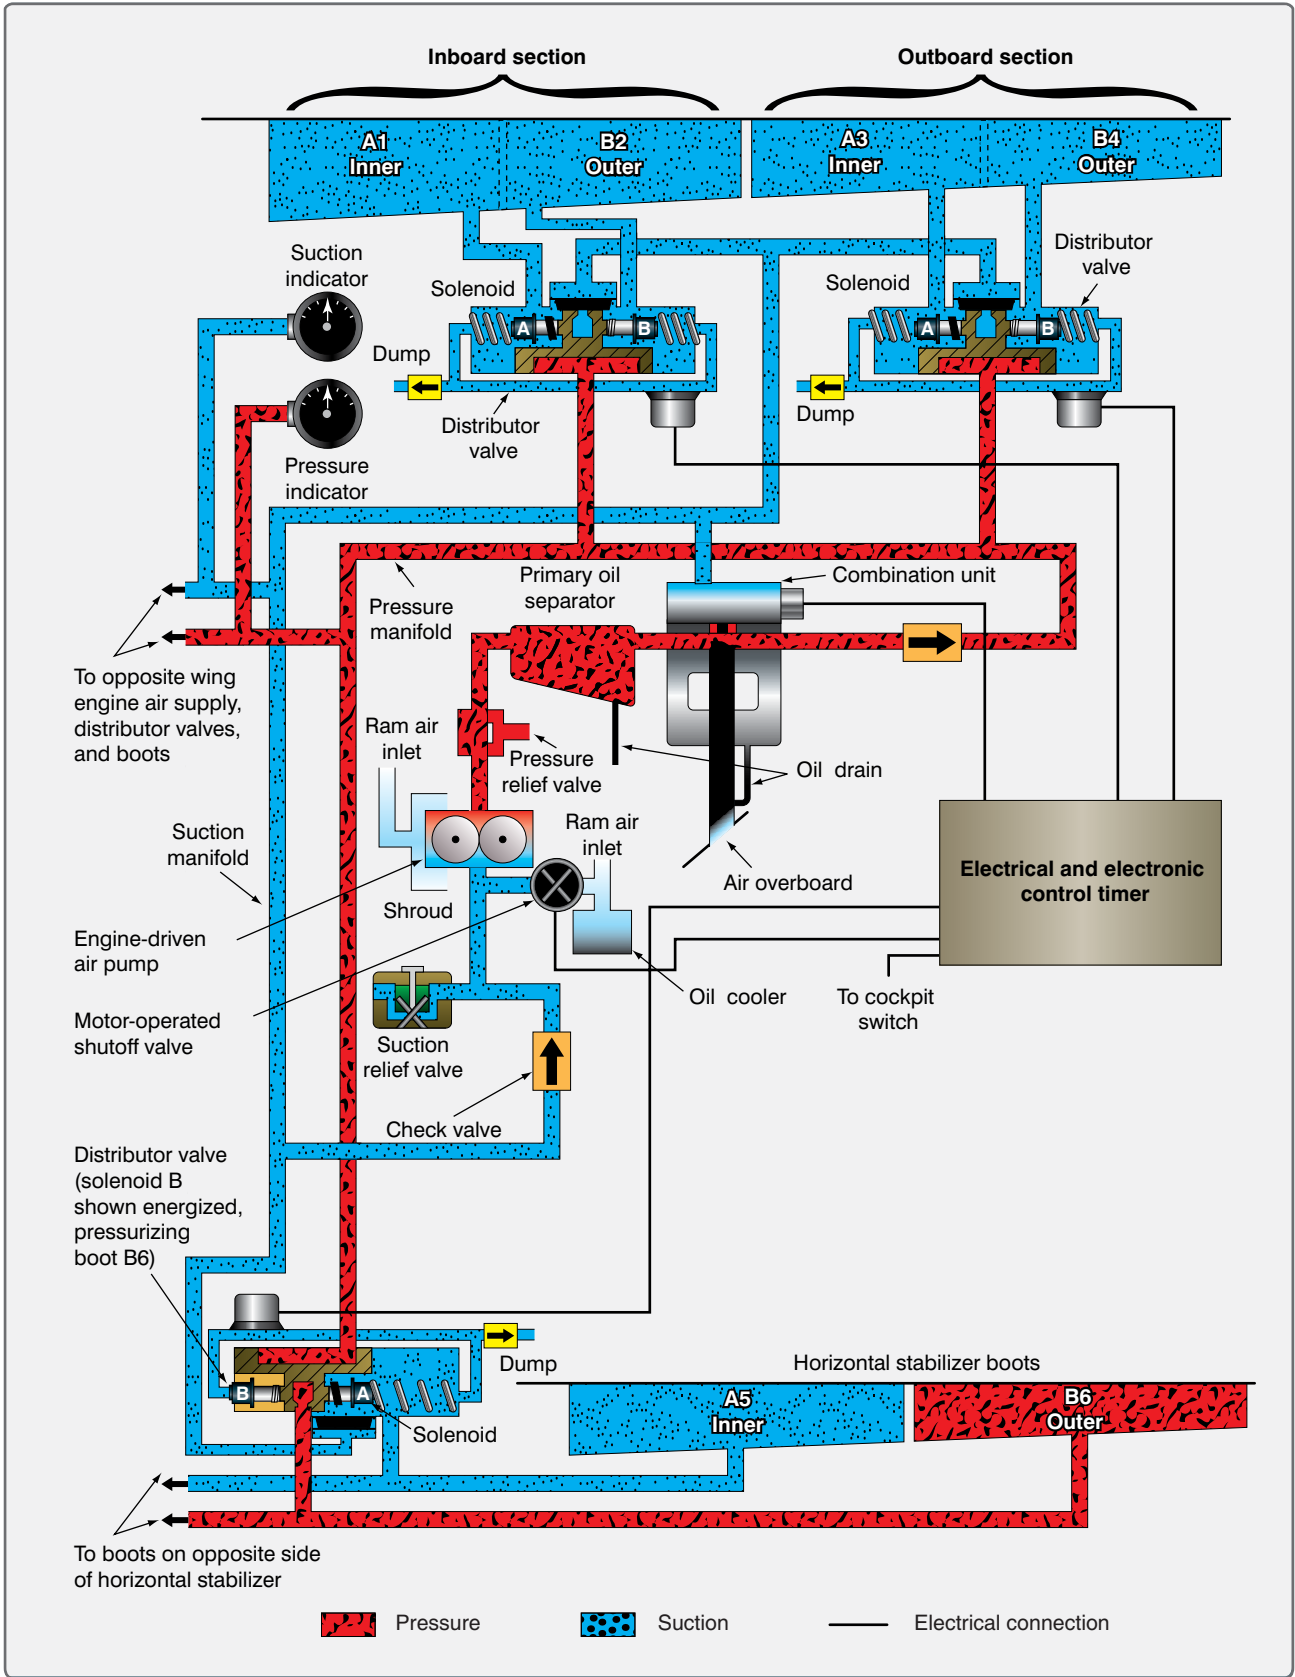 Inboard section
Outboard section
A1
Inner
B2
Outer
A3
Inner
B4
Outer
Suction
indicator
Solenoid
Solenoid
Distributor
valve
A
B
A
B
Dump
Dump
Distributor
valve
Pressure
indicator
Primary oil
separator
Combination unit
Pressure
manifold
To opposite wing
engine air supply,
distributor valves,
and boots
Ram air
inlet
Pressure
relief valve
Oil drain
Suction
manifold
Ram air
inlet
Air overboard
Electrical and electronic
control timer
Shroud
Engine-driven
air pump
Oil cooler
To cockpit
switch
Motor-operated
shutoff valve
Suction
relief valve
Check valve
Distributor valve
(solenoid B
shown energized,
pressurizing
boot B6)
Dump
Horizontal stabilizer boots
B
A
Solenoid
A5
Inner
B6
Outer
To boots on opposite side
of horizontal stabilizer
Pressure
Suction
Electrical connection